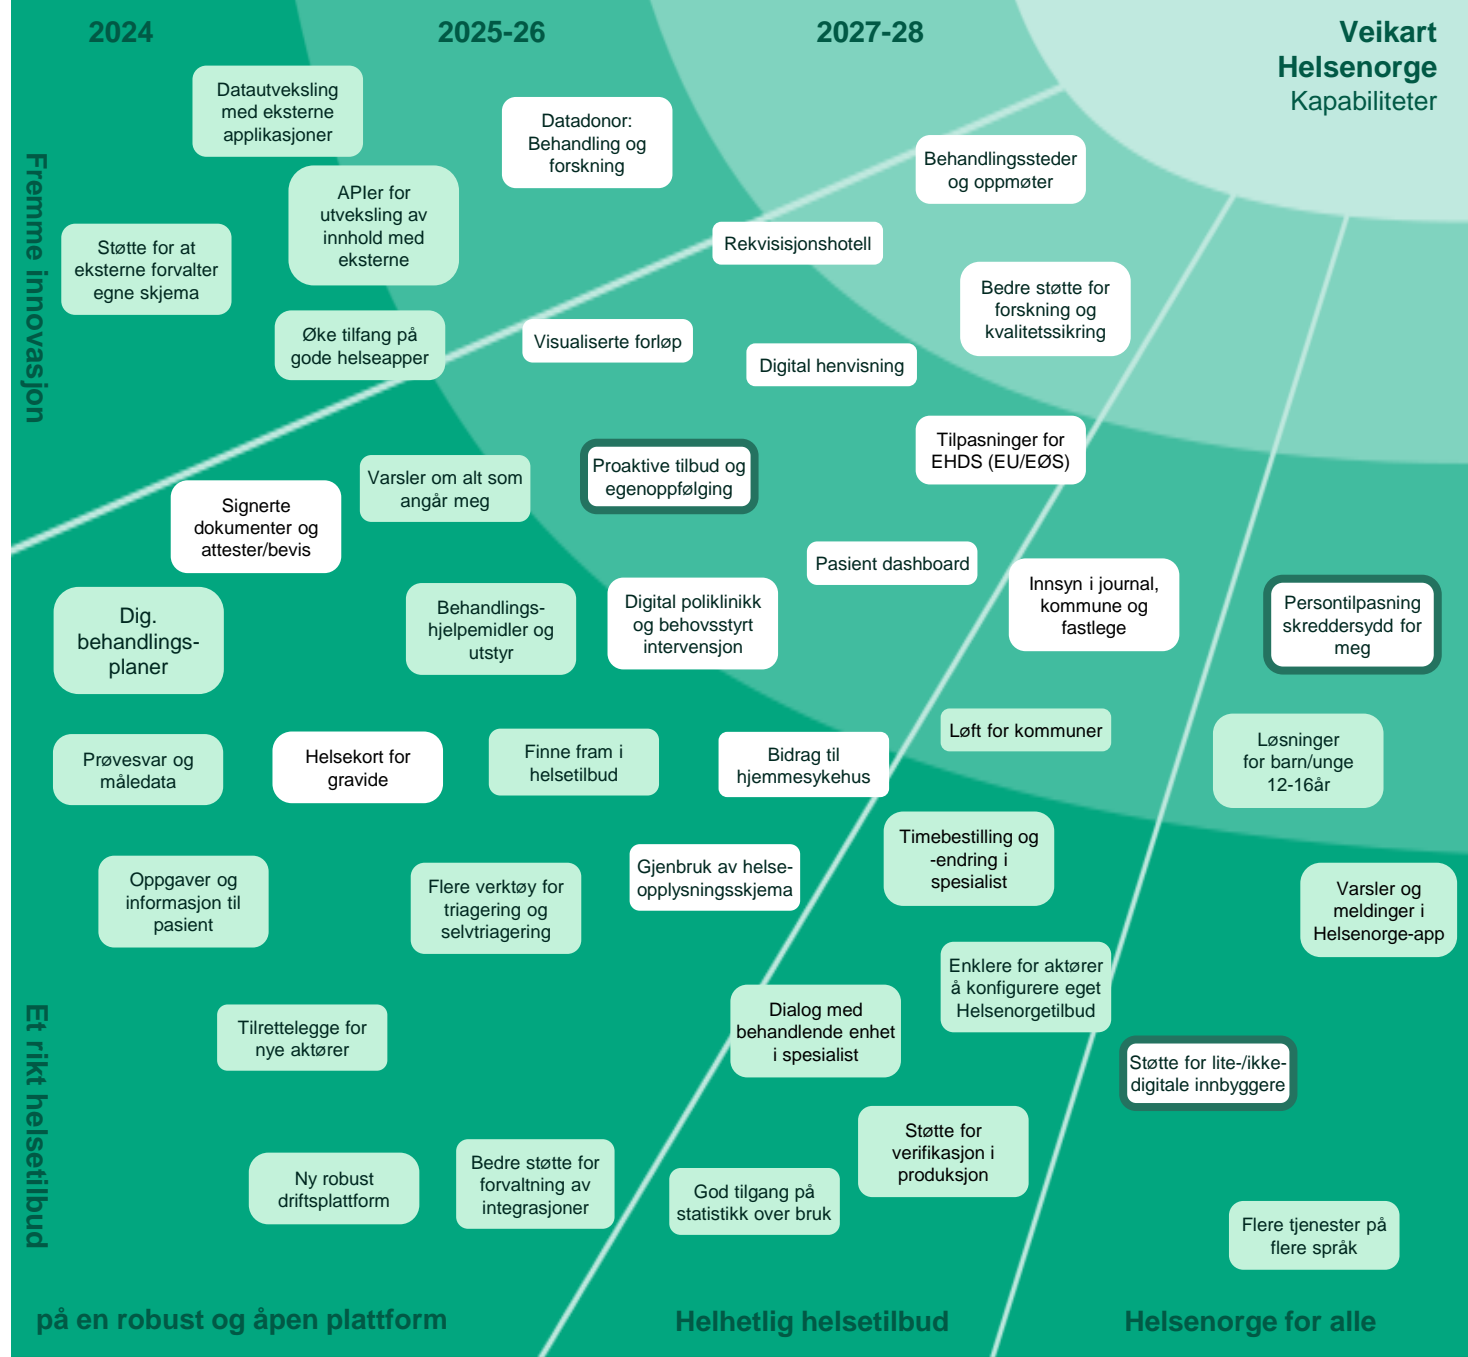 2024
2025-26
2027-28
Veikart
Helsenorge
Kapabiliteter
Fremme innovasjon
Datautveksling
med eksterne
applikasjoner
Datadonor:
Behandling og
forskning
Behandlingssteder
og oppmøter
APIer for
utveksling av
innhold med
eksterne
Støtte for at
eksterne forvalter
egne skjema
Rekvisisjonshotell
Bedre støtte for
forskning og
kvalitetssikring
Øke tilfang på
gode helseapper
Visualiserte forløp
Digital henvisning
Tilpasninger for
EHDS (EU/EØS)
Varsler om alt som
angår meg
Proaktive tilbud og
egenoppfølging
Signerte
dokumenter og
attester/bevis
Pasient dashboard
Dig.
behandlings-
planer
Behandlings-
hjelpemidler og
utstyr
Digital poliklinikk
og behovsstyrt
intervensjon
Innsyn i journal,
kommune og
fastlege
Persontilpasning
skreddersydd for
meg
Prøvesvar og
måledata
Helsekort for
gravide
Finne fram i
helsetilbud
Bidrag til
hjemmesykehus
Løft for kommuner
Løsninger
for barn/unge
12-16år
Oppgaver og
informasjon til
pasient
Flere verktøy for
triagering og
selvtriagering
Gjenbruk av helse-
opplysningsskjema
Timebestilling og
-endring i
spesialist
Varsler og
meldinger i
Helsenorge-app
Enklere for aktører
å konfigurere eget
Helsenorgetilbud
Et rikt helsetilbud
Tilrettelegge for
nye aktører
Dialog med
behandlende enhet
i spesialist
Støtte for lite-/ikke-
digitale innbyggere
Ny robust
driftsplattform
Bedre støtte for
forvaltning av
integrasjoner
God tilgang på
statistikk over bruk
Støtte for
verifikasjon i
produksjon
Flere tjenester på
flere språk
på en robust og åpen plattform
Helhetlig helsetilbud
Helsenorge for alle